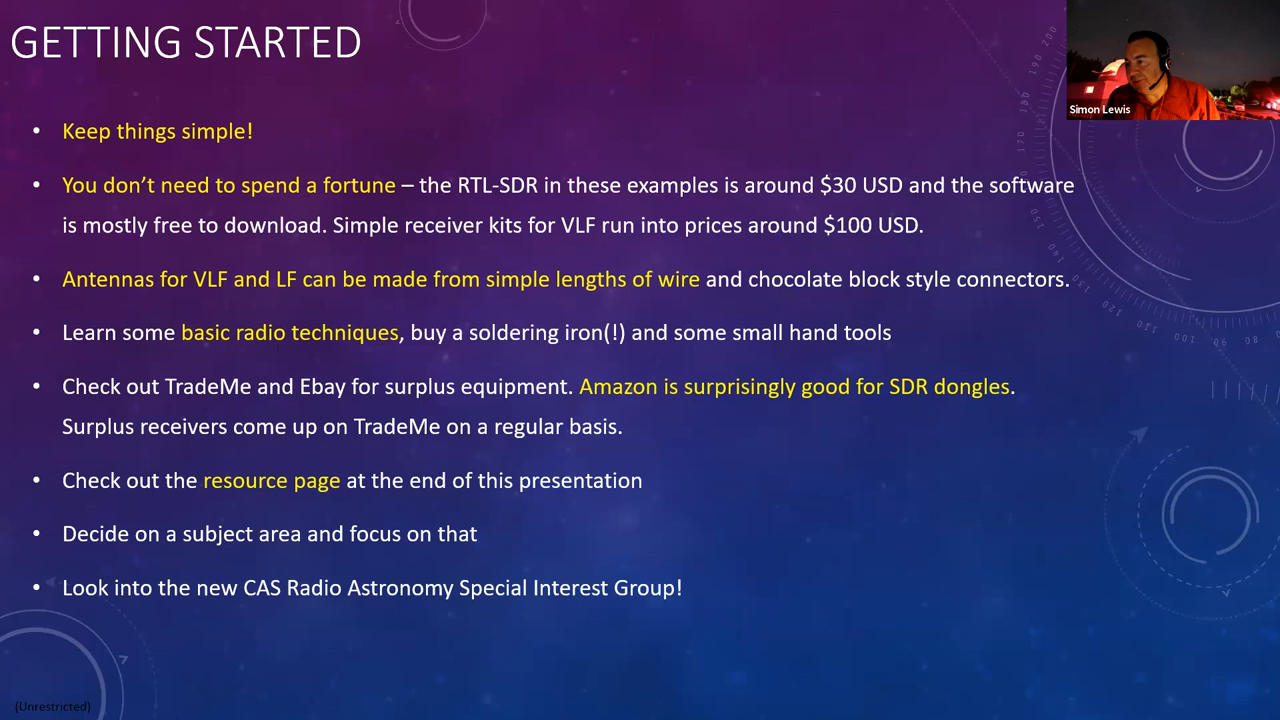 GETTING STARTED
Simon Lewis
• Keep things simple!
• You don’t need to spend a fortune – the RTL-SDR in these examples is around $30 USD and the software
is mostly free to download. Simple receiver kits for VLF run into prices around $100 USD.
• Antennas for VLF and LF can be made from simple lengths of wire and chocolate block style connectors.
• Learn some basic radio techniques, buy a soldering iron(!) and some small hand tools
• Check out TradeMe and Ebay for surplus equipment. Amazon is surprisingly good for SDR dongles.
Surplus receivers come up on TradeMe on a regular basis.
• Check out the resource page at the end of this presentation
• Decide on a subject area and focus on that
• Look into the new CAS Radio Astronomy Special Interest Group!
(Unrestricted)